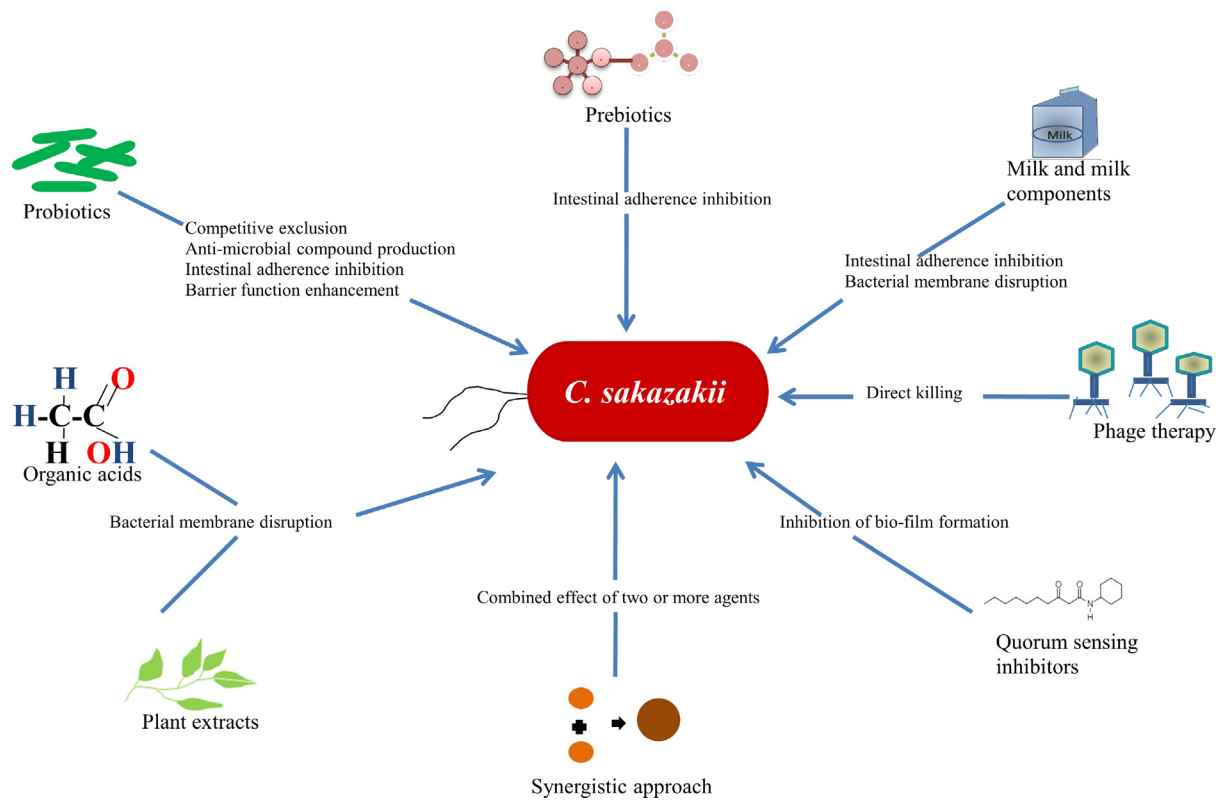 Prebiotics
Intestinal adherence inhibition
Milk
Milk and milk
components
Intestinal adherence inhibition
Bacterial membrane disruption
Probiotics
Competitive exclusion
Anti-microbial compound production
Intestinal adherence inhibition
Barrier function enhancement
C. sakazakii
Direct killing
Phage therapy
H O
H-C-C
H OH
Organic acids
Bacterial membrane disruption
Plant extracts
Inhibition of bio-film formation
O O
N
H
Quorum sensing
inhibitors
Combined effect of two or more agents
Synergistic approach